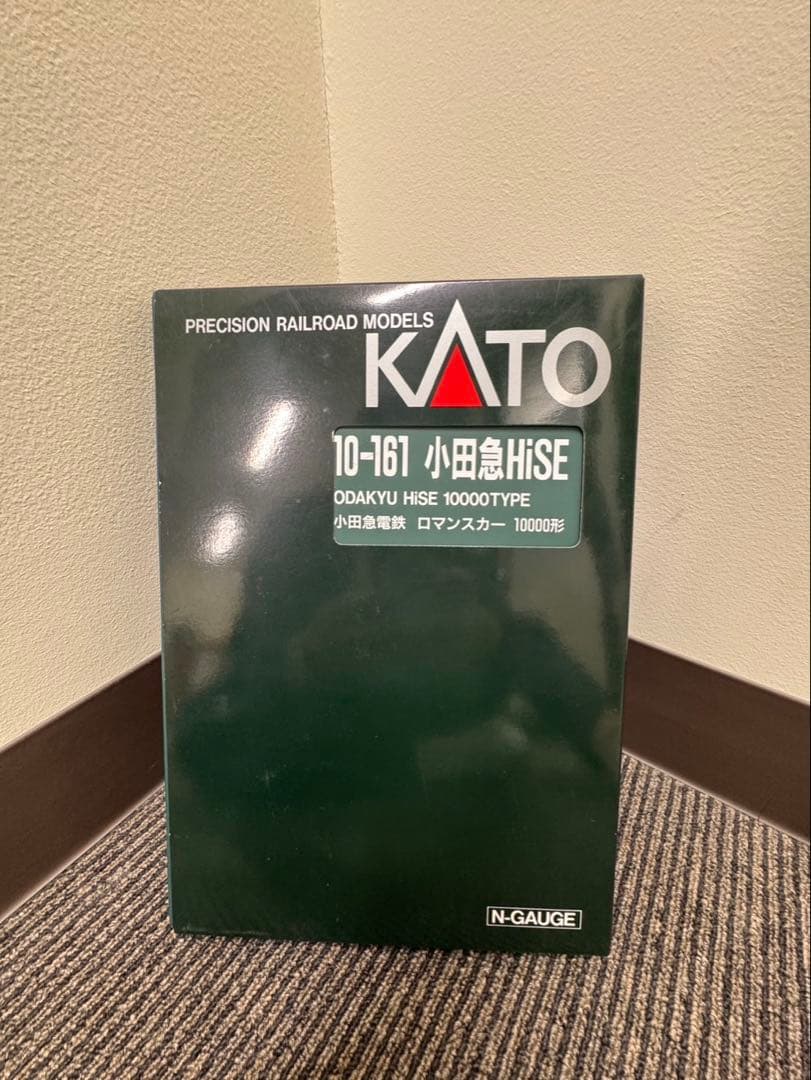 PRECISION RAILROAD MODELS
KATO
10-161 小田急HiSE
ODAKYU HiSE 10000TYPE
小田急電鉄 ロマンスカー 10000形
N-GAUGE